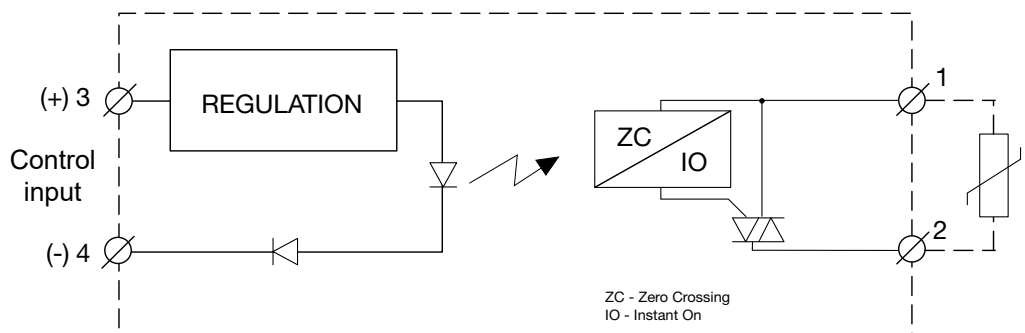 1
(+) 3
REGULATION
ZC
IO
Control
input
2
(-) 4
ZC - Zero Crossing
IO - Instant On